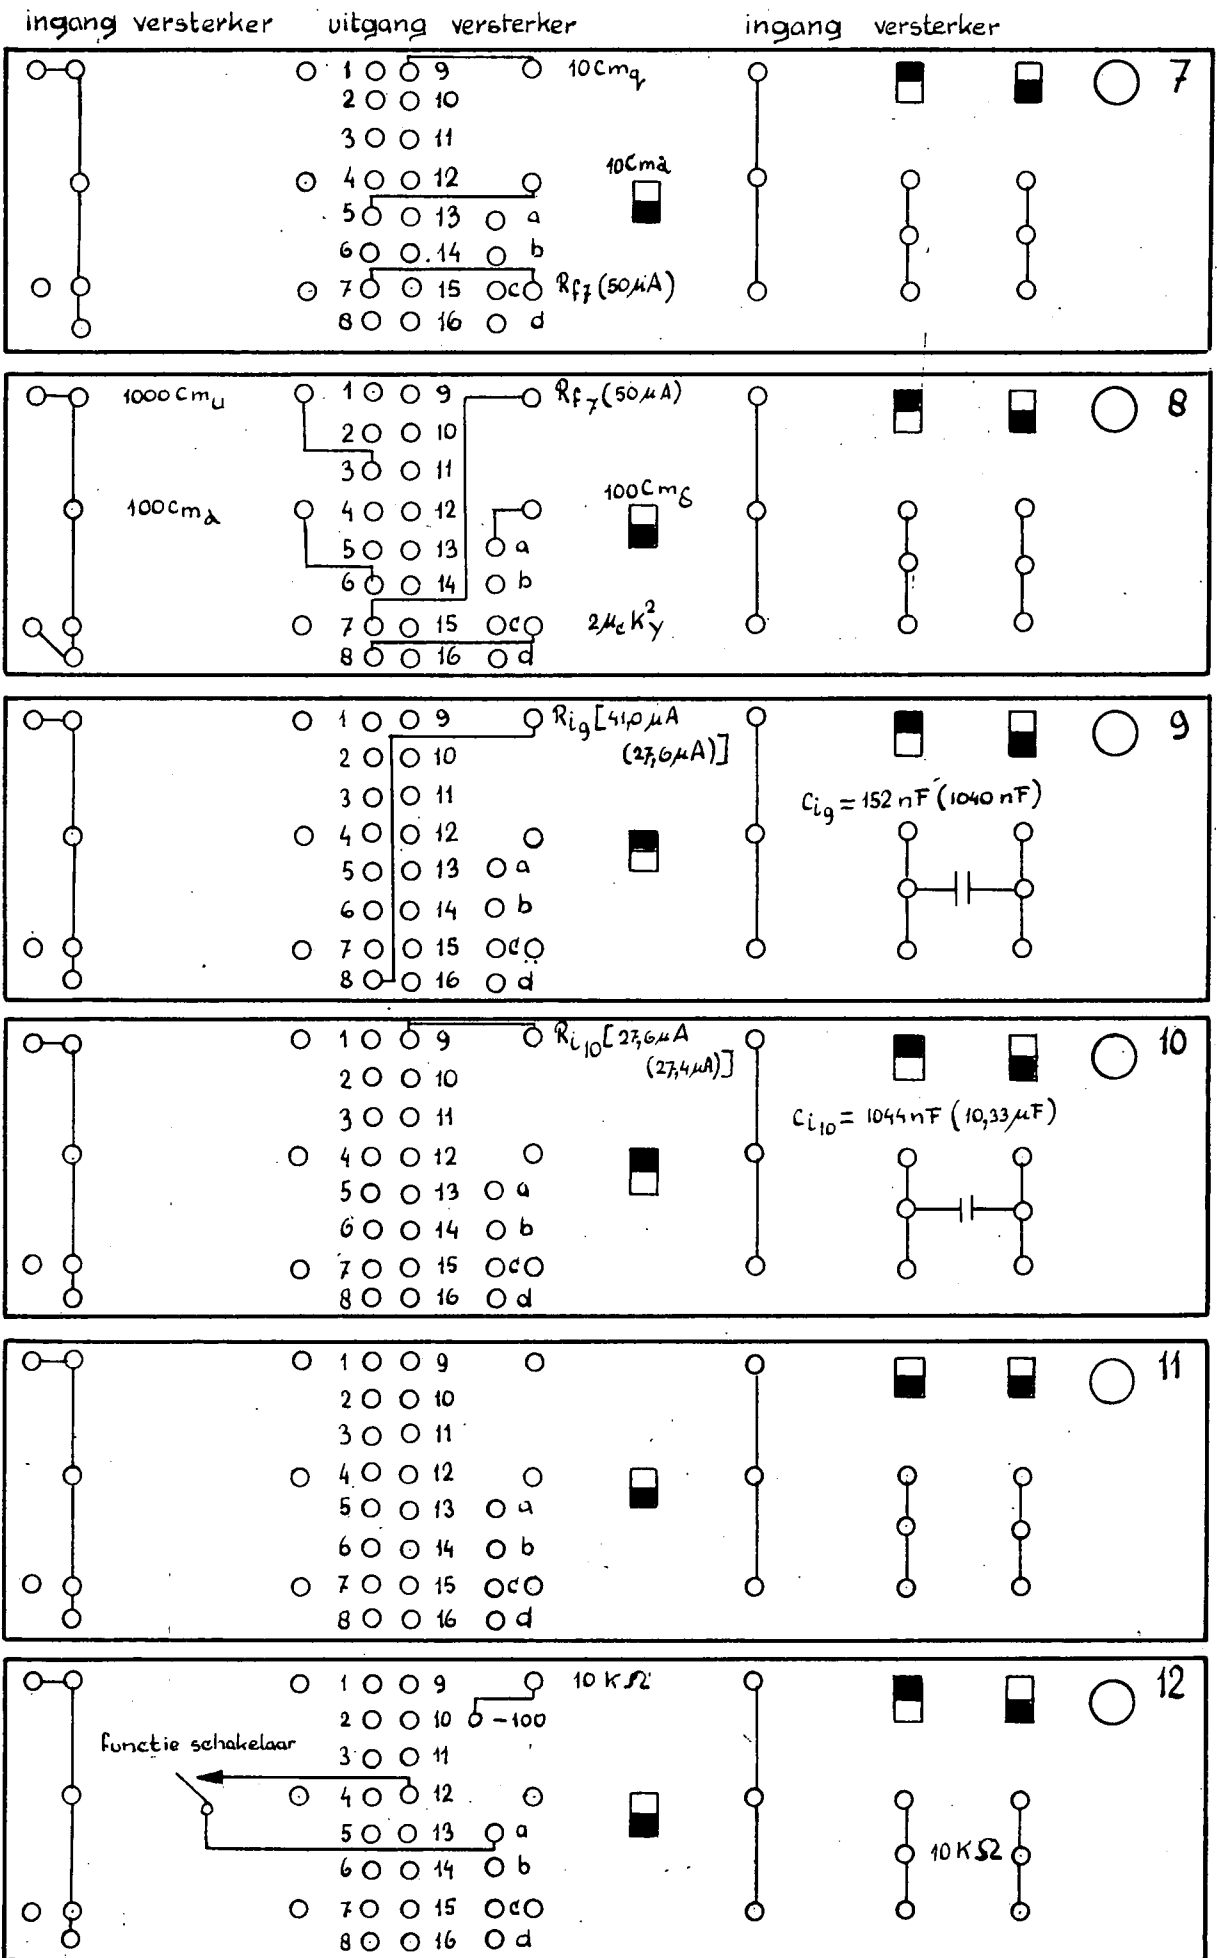 ingang versterker uitgang versterker ingang versterker
1 9 10Cmq 7
2 10
3 11
4 12 10Cmα
5 13 a
6 14 b
7 15 c Rf7 (50μA)
8 16 d
1000Cmu 1 9 Rf7 (50μA) 8
2 10
3 11
100Cmα 4 12 100Cmδ
5 13 a
6 14 b
7 15 c 2μcK²y
8 16 d
1 9 Ri9 [41,0μA 9
2 10 (27,6μA)]
3 11 Ci9 = 152 nF (1040 nF)
4 12
5 13 a
6 14 b
7 15 c
8 16 d
1 9 Ri10 [27,6μA 10
2 10 (27,4μA)]
3 11 Ci10 = 1044nF (10,33μF)
4 12
5 13 a
6 14 b
7 15 c
8 16 d
1 9 11
2 10
3 11
4 12
5 13 a
6 14 b
7 15 c
8 16 d
1 9 10 KΩ 12
2 10 -100
functie schakelaar 3 11
4 12
5 13 a
6 14 b 10 KΩ
7 15 c
8 16 d